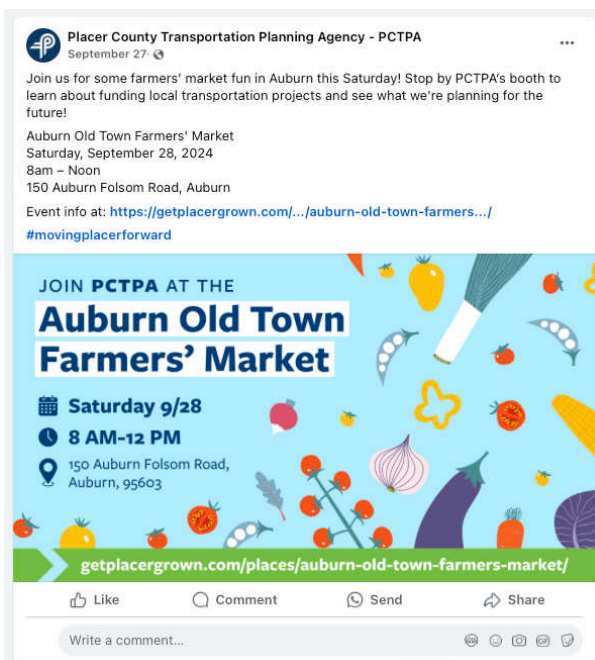 Placer County Transportation Planning Agency - PCTPA
September 27 ·
Join us for some farmers' market fun in Auburn this Saturday! Stop by PCTPA's booth to
learn about funding local transportation projects and see what we're planning for the
future!
Auburn Old Town Farmers' Market
Saturday, September 28, 2024
8am – Noon
150 Auburn Folsom Road, Auburn
Event info at: https://getplacergrown.com/.../auburn-old-town-farmers.../
#movingplacerforward
JOIN PCTPA AT THE
Auburn Old Town
Farmers' Market
Saturday 9/28
8 AM-12 PM
150 Auburn Folsom Road,
Auburn, 95603
getplacergrown.com/places/auburn-old-town-farmers-market/
Like Comment Send Share
Write a comment...
GIF